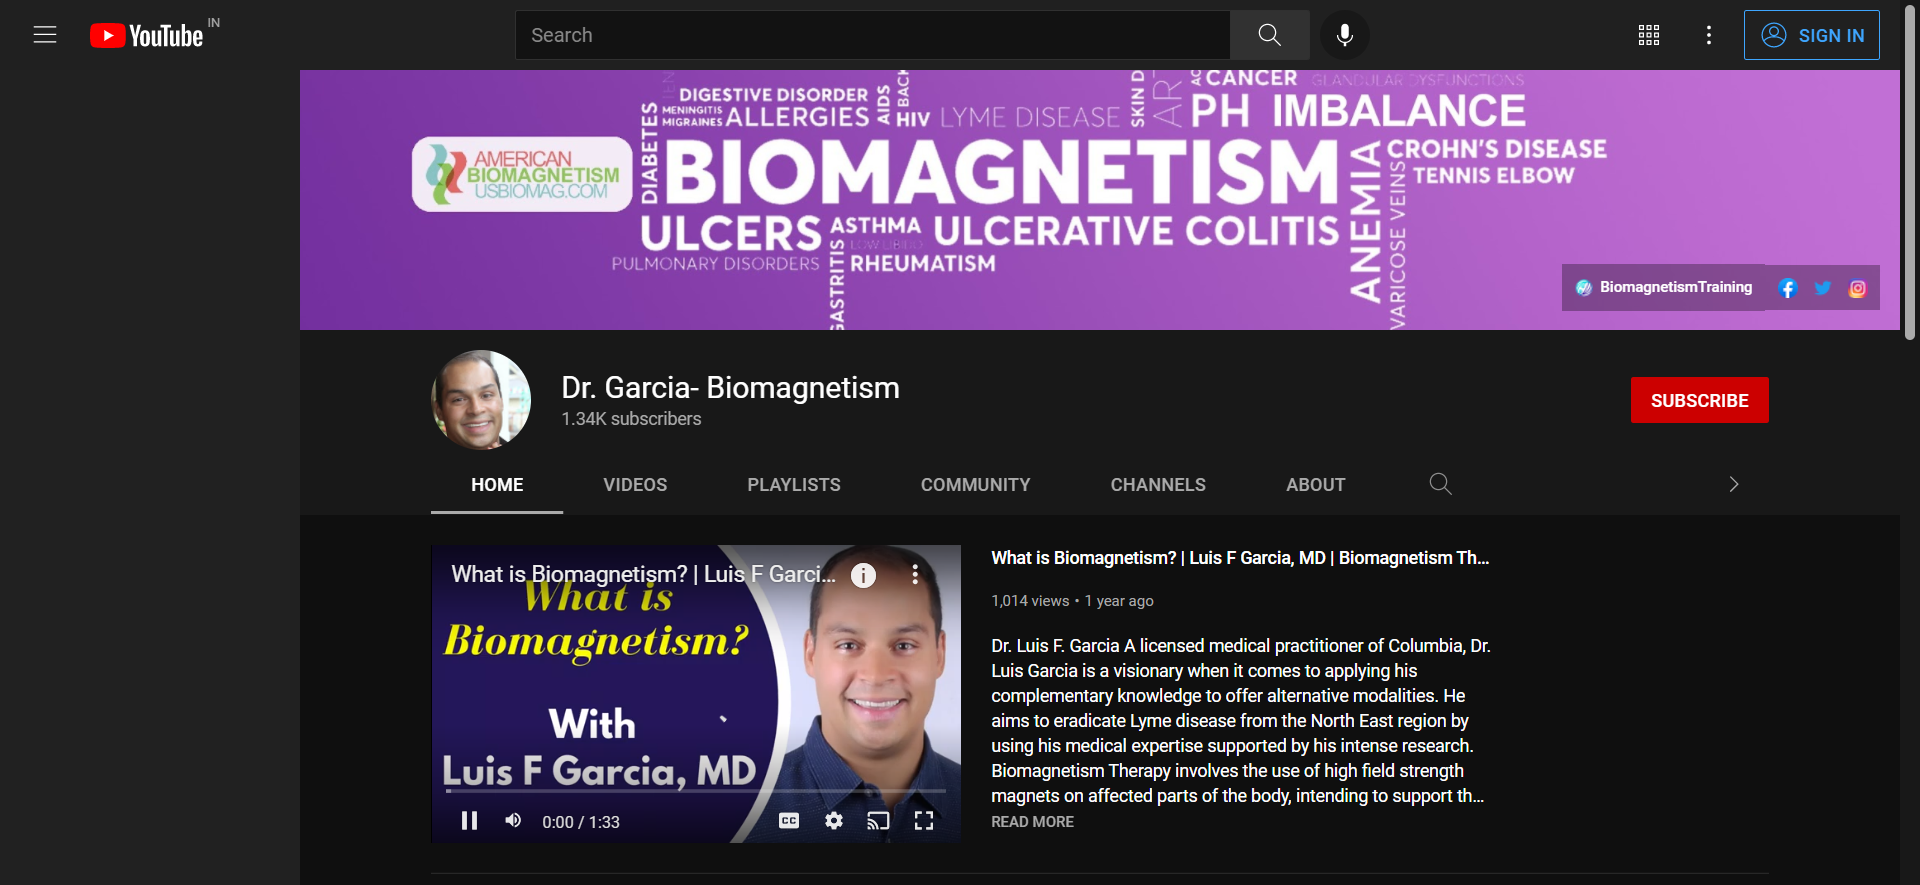 YouTube IN
Search
SIGN IN
DIGESTIVE DISORDER
MENINGITIS
MIGRAINES
ALLERGIES
AIDS
BACK
HIV
LYME DISEASE
SKIN D
AR
AC
CANCER
GLANDULAR DYSFUNCTIONS
PH IMBALANCE
DIABETES
BIOMAGNETISM
CROHN'S DISEASE
TENNIS ELBOW
AMERICAN
BIOMAGNETISM
USBIOMAG.COM
ULCERS
ASTHMA
LOW LIBIDO
ULCERATIVE COLITIS
ANEMIA
VARICOSE VEINS
PULMONARY DISORDERS
GASTRITIS
RHEUMATISM
BiomagnetismTraining
Dr. Garcia- Biomagnetism
1.34K subscribers
SUBSCRIBE
HOME VIDEOS PLAYLISTS COMMUNITY CHANNELS ABOUT
What is Biomagnetism? | Luis F Garci...
What is
Biomagnetism?
With
Luis F Garcia, MD
0:00 / 1:33
CC
What is Biomagnetism? | Luis F Garcia, MD | Biomagnetism Th...
1,014 views • 1 year ago
Dr. Luis F. Garcia A licensed medical practitioner of Columbia, Dr.
Luis Garcia is a visionary when it comes to applying his
complementary knowledge to offer alternative modalities. He
aims to eradicate Lyme disease from the North East region by
using his medical expertise supported by his intense research.
Biomagnetism Therapy involves the use of high field strength
magnets on affected parts of the body, intending to support th...
READ MORE